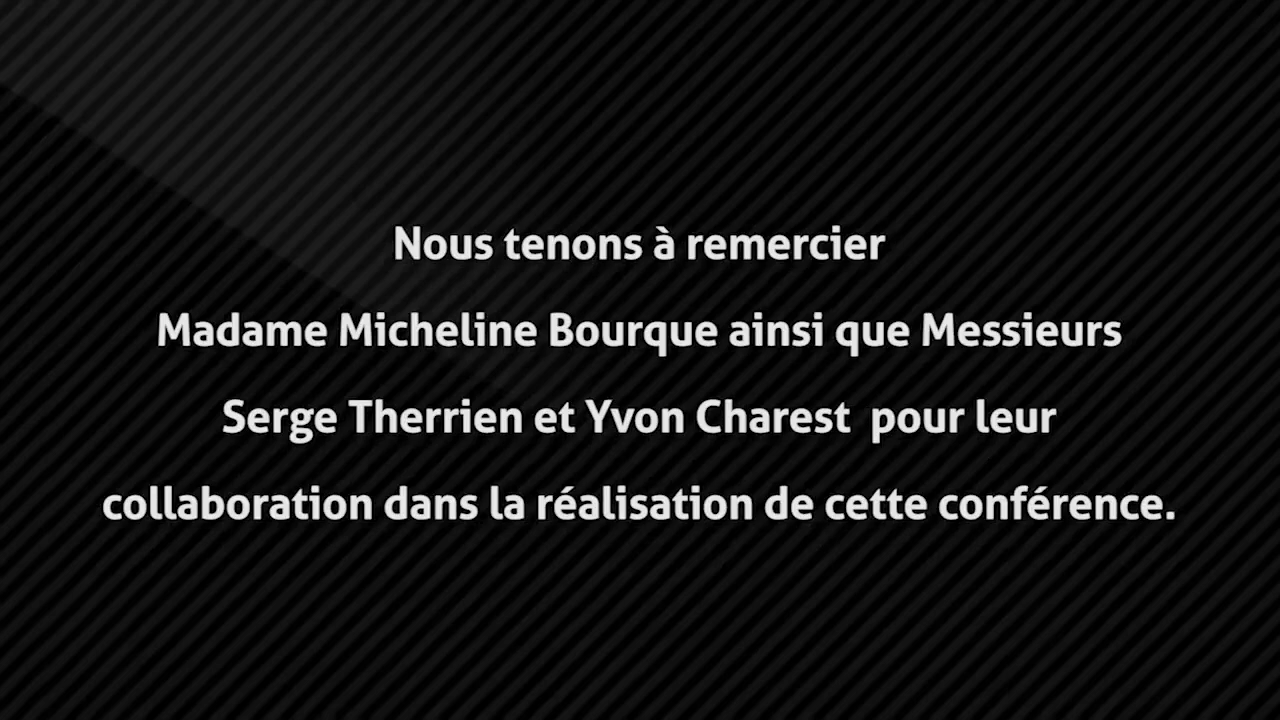 Nous tenons à remercier
Madame Micheline Bourque ainsi que Messieurs
Serge Therrien et Yvon Charest  pour leur
collaboration dans la réalisation de cette conférence.